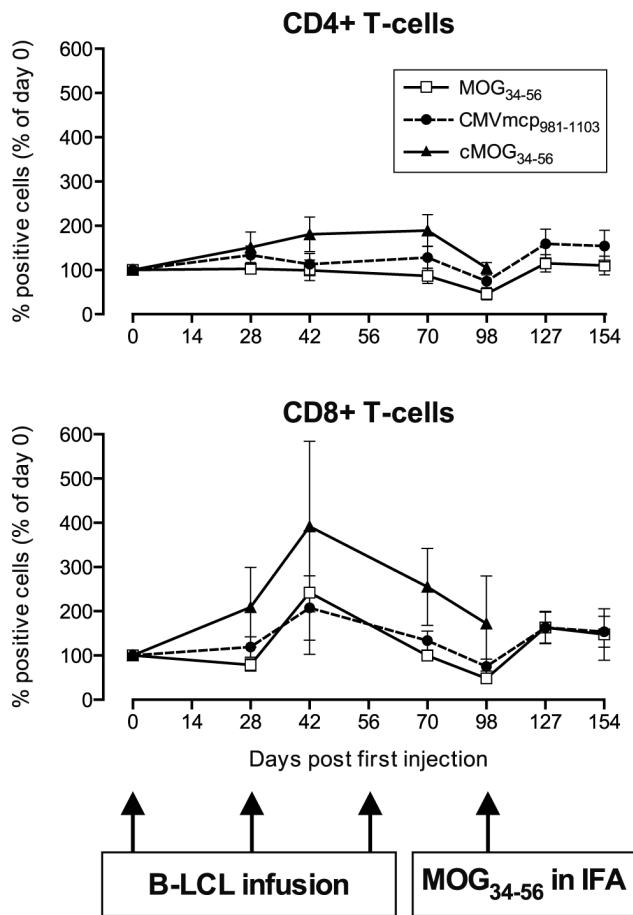 CD4+ T-cells
% positive cells (% of day 0)
600
500
400
300
200
100
0
MOG34-56
CMVmcp981-1103
cMOG34-56
0 14 28 42 56 70 98 127 154
CD8+ T-cells
% positive cells (% of day 0)
600
500
400
300
200
100
0
0 14 28 42 56 70 98 127 154
Days post first injection
B-LCL infusion
MOG34-56 in IFA